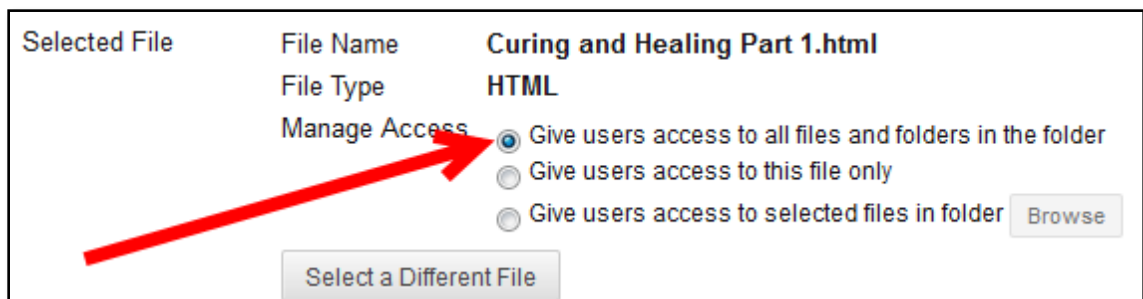 Selected File File Name Curing and Healing Part 1.html
File Type HTML
Manage Access Give users access to all files and folders in the folder
Give users access to this file only
Give users access to selected files in folder Browse
Select a Different File